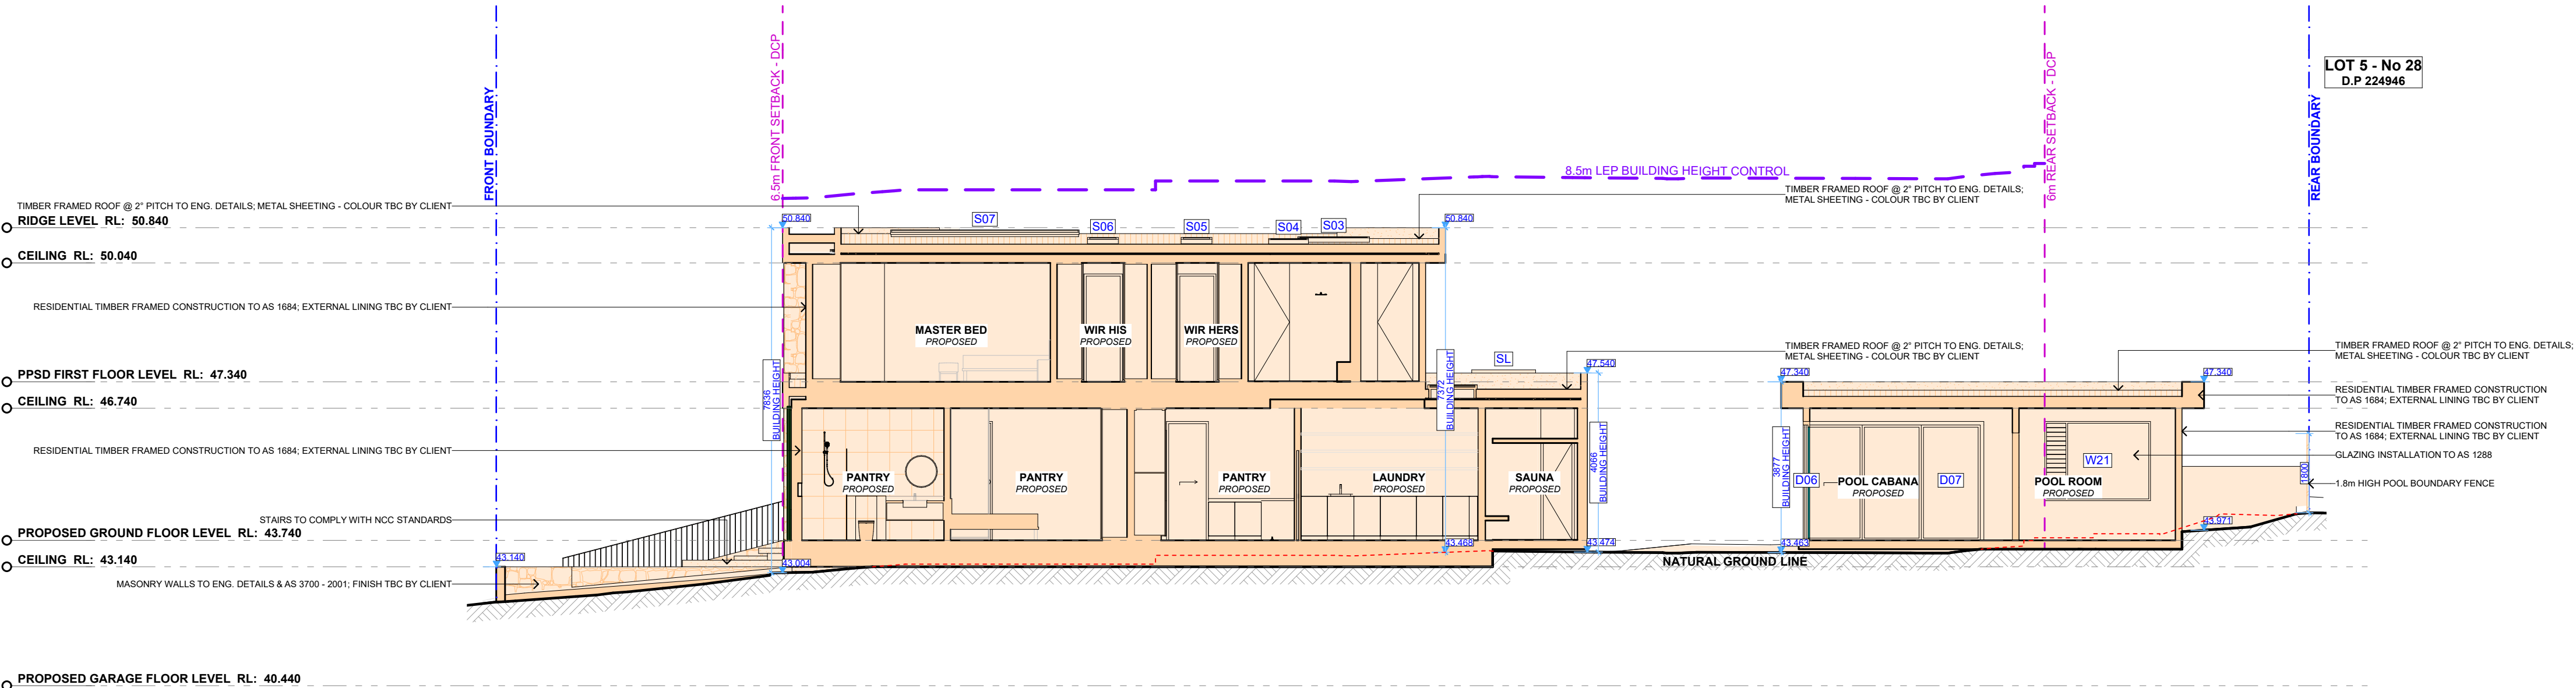 LOT 5 - No 28
D.P 224946
FRONT BOUNDARY
6.5m FRONT SETBACK - DCP
6m REAR SETBACK - DCP
REAR BOUNDARY
8.5m LEP BUILDING HEIGHT CONTROL
TIMBER FRAMED ROOF @ 2° PITCH TO ENG. DETAILS; METAL SHEETING - COLOUR TBC BY CLIENT
TIMBER FRAMED ROOF @ 2° PITCH TO ENG. DETAILS;
METAL SHEETING - COLOUR TBC BY CLIENT
RIDGE LEVEL RL: 50.840
50.840
S07
S06
S05
S04
S03
50.840
CEILING RL: 50.040
RESIDENTIAL TIMBER FRAMED CONSTRUCTION TO AS 1684; EXTERNAL LINING TBC BY CLIENT
MASTER BED
PROPOSED
WIR HIS
PROPOSED
WIR HERS
PROPOSED
SL
47.540
TIMBER FRAMED ROOF @ 2° PITCH TO ENG. DETAILS;
METAL SHEETING - COLOUR TBC BY CLIENT
TIMBER FRAMED ROOF @ 2° PITCH TO ENG. DETAILS;
METAL SHEETING - COLOUR TBC BY CLIENT
PPSD FIRST FLOOR LEVEL RL: 47.340
47.340
47.340
7836
BUILDING HEIGHT
7372
BUILDING HEIGHT
RESIDENTIAL TIMBER FRAMED CONSTRUCTION
TO AS 1684; EXTERNAL LINING TBC BY CLIENT
CEILING RL: 46.740
RESIDENTIAL TIMBER FRAMED CONSTRUCTION
TO AS 1684; EXTERNAL LINING TBC BY CLIENT
RESIDENTIAL TIMBER FRAMED CONSTRUCTION TO AS 1684; EXTERNAL LINING TBC BY CLIENT
4066
BUILDING HEIGHT
3877
BUILDING HEIGHT
GLAZING INSTALLATION TO AS 1288
W21
PANTRY
PROPOSED
PANTRY
PROPOSED
PANTRY
PROPOSED
LAUNDRY
PROPOSED
SAUNA
PROPOSED
D06
POOL CABANA
PROPOSED
D07
POOL ROOM
PROPOSED
1800
1.8m HIGH POOL BOUNDARY FENCE
STAIRS TO COMPLY WITH NCC STANDARDS
43.971
PROPOSED GROUND FLOOR LEVEL RL: 43.740
43.468
43.474
43.463
CEILING RL: 43.140
43.140
43.004
NATURAL GROUND LINE
MASONRY WALLS TO ENG. DETAILS & AS 3700 - 2001; FINISH TBC BY CLIENT
PROPOSED GARAGE FLOOR LEVEL RL: 40.440